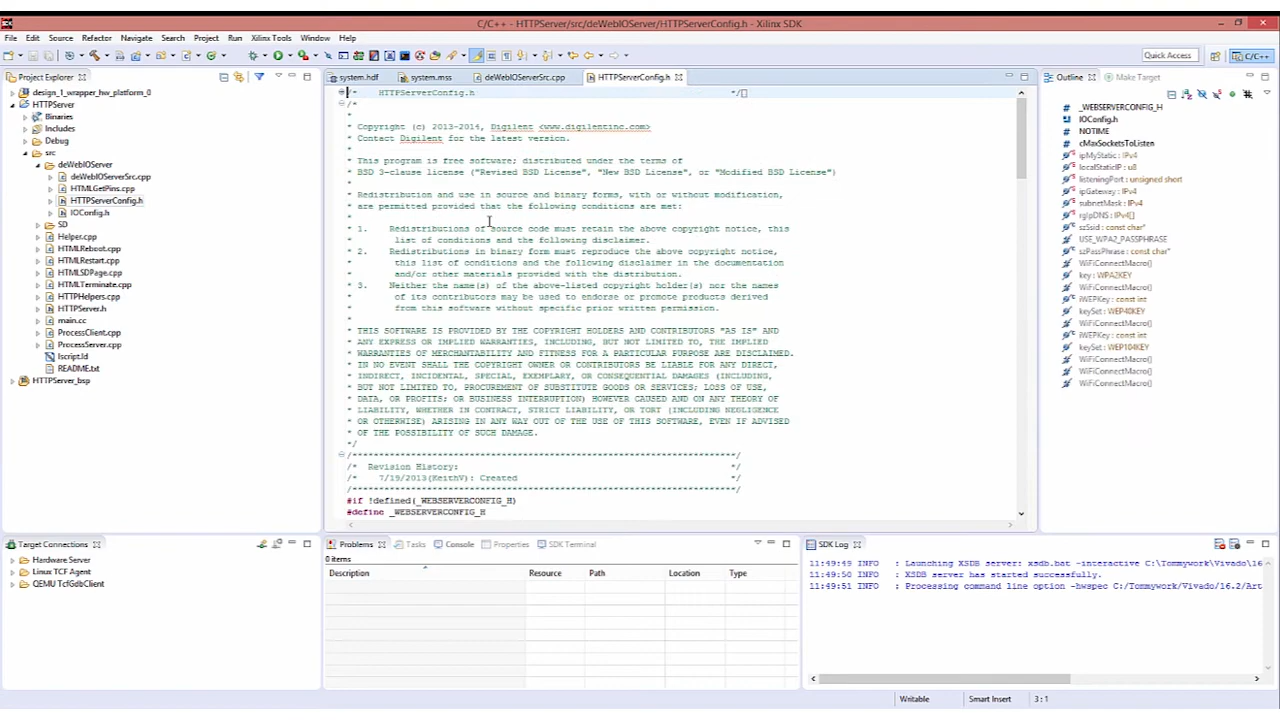 C/C++ - HTTPServer/src/deWebIOServer/HTTPServerConfig.h - Xilinx SDK
File Edit Source Refactor Navigate Search Project Run Xilinx Tools Window Help
Quick Access
C/C++
Project Explorer
design_1_wrapper_hw_platform_0
HTTPServer
Binaries
Includes
Debug
src
deWebIOServer
deWebIOServerSrc.cpp
HTMLGetPins.cpp
HTTPServerConfig.h
IOConfig.h
SD
Helper.cpp
HTMLReboot.cpp
HTMLRestart.cpp
HTMLSDPage.cpp
HTMLTerminate.cpp
HTTPHelpers.cpp
HTTPServer.h
main.cc
ProcessClient.cpp
ProcessServer.cpp
lscript.ld
README.txt
HTTPServer_bsp
system.hdf system.mss deWebIOServerSrc.cpp HTTPServerConfig.h
/* HTTPServerConfig.h */
/*
*
* Copyright (c) 2013-2014, Digilent <www.digilentinc.com>
* Contact Digilent for the latest version.
*
* This program is free software; distributed under the terms of
* BSD 3-clause license ("Revised BSD License", "New BSD License", or "Modified BSD License")
*
* Redistribution and use in source and binary forms, with or without modification,
* are permitted provided that the following conditions are met:
*
* 1. Redistributions of source code must retain the above copyright notice, this
* list of conditions and the following disclaimer.
* 2. Redistributions in binary form must reproduce the above copyright notice,
* this list of conditions and the following disclaimer in the documentation
* and/or other materials provided with the distribution.
* 3. Neither the name(s) of the above-listed copyright holder(s) nor the names
* of its contributors may be used to endorse or promote products derived
* from this software without specific prior written permission.
*
* THIS SOFTWARE IS PROVIDED BY THE COPYRIGHT HOLDERS AND CONTRIBUTORS "AS IS" AND
* ANY EXPRESS OR IMPLIED WARRANTIES, INCLUDING, BUT NOT LIMITED TO, THE IMPLIED
* WARRANTIES OF MERCHANTABILITY AND FITNESS FOR A PARTICULAR PURPOSE ARE DISCLAIMED.
* IN NO EVENT SHALL THE COPYRIGHT OWNER OR CONTRIBUTORS BE LIABLE FOR ANY DIRECT,
* INDIRECT, INCIDENTAL, SPECIAL, EXEMPLARY, OR CONSEQUENTIAL DAMAGES (INCLUDING,
* BUT NOT LIMITED TO, PROCUREMENT OF SUBSTITUTE GOODS OR SERVICES; LOSS OF USE,
* DATA, OR PROFITS; OR BUSINESS INTERRUPTION) HOWEVER CAUSED AND ON ANY THEORY OF
* LIABILITY, WHETHER IN CONTRACT, STRICT LIABILITY, OR TORT (INCLUDING NEGLIGENCE
* OR OTHERWISE) ARISING IN ANY WAY OUT OF THE USE OF THIS SOFTWARE, EVEN IF ADVISED
* OF THE POSSIBILITY OF SUCH DAMAGE.
*/
/************************************************************************/
/* Revision History: */
/* 7/19/2013(KeithV): Created */
/************************************************************************/
#if !defined(_WEBSERVERCONFIG_H)
#define _WEBSERVERCONFIG_H
Outline Make Target
_WEBSERVERCONFIG_H
IOConfig.h
NOTIME
cMaxSocketsToListen
ipMyStatic : IPv4
localStaticIP : IPv4
listeningPort : unsigned short
ipGateway : IPv4
subnetMask : IPv4
rgIpDNS : IPv4[]
szSsid : const char*
USE_WPA2_PASSPHRASE
szPassPhrase : const char*
WiFiConnectMacro()
key : WPA2KEY
WiFiConnectMacro()
iWEPKey : const int
keySet : WEP40KEY
WiFiConnectMacro()
iWEPKey : const int
keySet : WEP104KEY
WiFiConnectMacro()
WiFiConnectMacro()
WiFiConnectMacro()
Target Connections
Hardware Server
Linux TCF Agent
QEMU TcfGdbClient
Problems Tasks Console Properties SDK Terminal
0 items
Description Resource Path Location Type
SDK Log
11:49:49 INFO : Launching XSDB server: xsdb.bat -interactive C:\Tommywork\Vivado\16
11:49:50 INFO : XSDB server has started successfully.
11:49:51 INFO : Processing command line option -hwspec C:/Tommywork/Vivado/16.2/Art
Writable Smart Insert 3:1